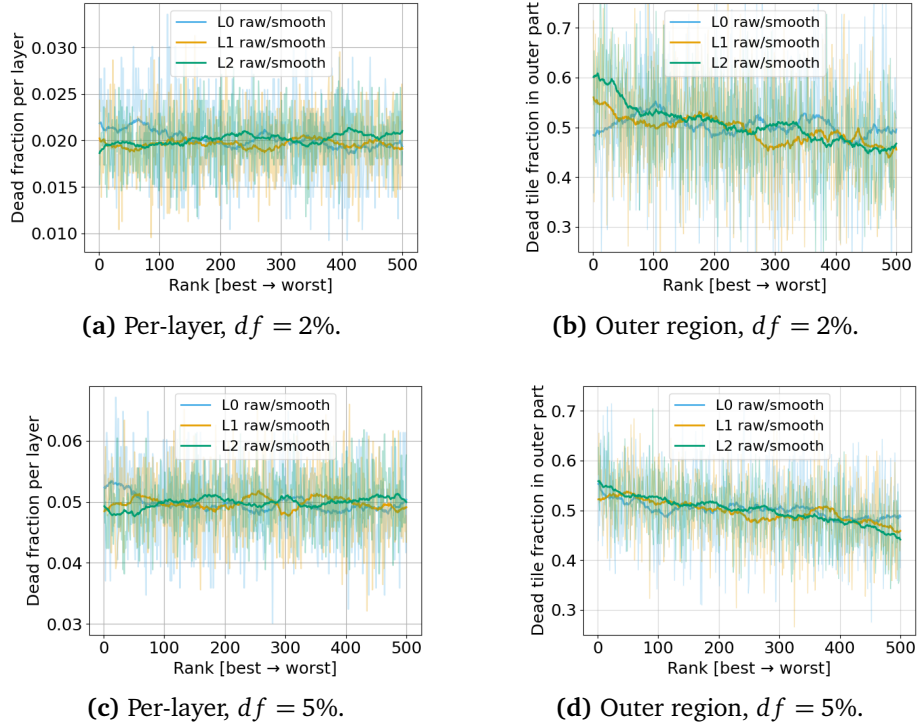 L0 raw/smooth
L1 raw/smooth
L2 raw/smooth
Dead fraction per layer
0.030
0.025
0.020
0.015
0.010
0 100 200 300 400 500
Rank [best → worst]
(a) Per-layer, df = 2%.
L0 raw/smooth
L1 raw/smooth
L2 raw/smooth
Dead tile fraction in outer part
0.7
0.6
0.5
0.4
0.3
0 100 200 300 400 500
Rank [best → worst]
(b) Outer region, df = 2%.
L0 raw/smooth
L1 raw/smooth
L2 raw/smooth
Dead fraction per layer
0.06
0.05
0.04
0.03
0 100 200 300 400 500
Rank [best → worst]
(c) Per-layer, df = 5%.
L0 raw/smooth
L1 raw/smooth
L2 raw/smooth
Dead tile fraction in outer part
0.7
0.6
0.5
0.4
0.3
0 100 200 300 400 500
Rank [best → worst]
(d) Outer region, df = 5%.